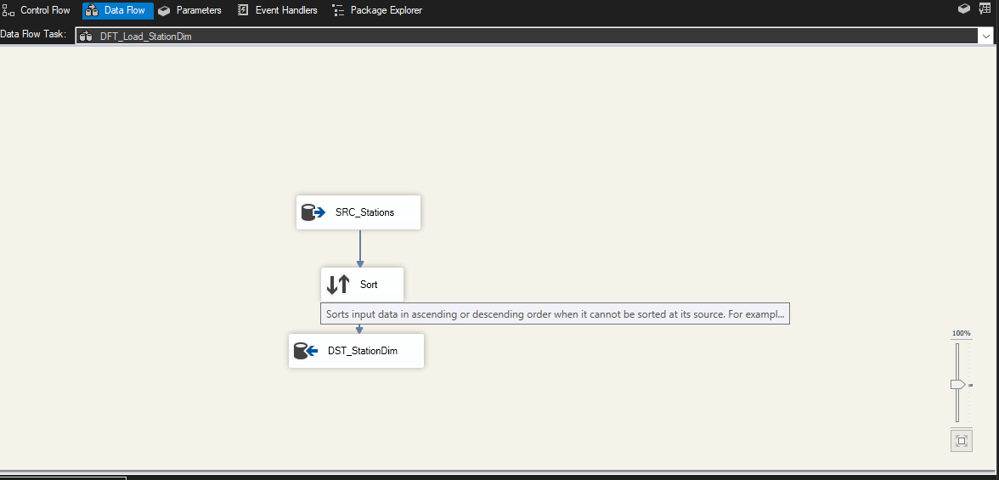 Control Flow Data Flow Parameters Event Handlers Package Explorer
Data Flow Task: DFT_Load_StationDim
SRC_Stations
Sort
Sorts input data in ascending or descending order when it cannot be sorted at its source. For exampl...
DST_StationDim
100%